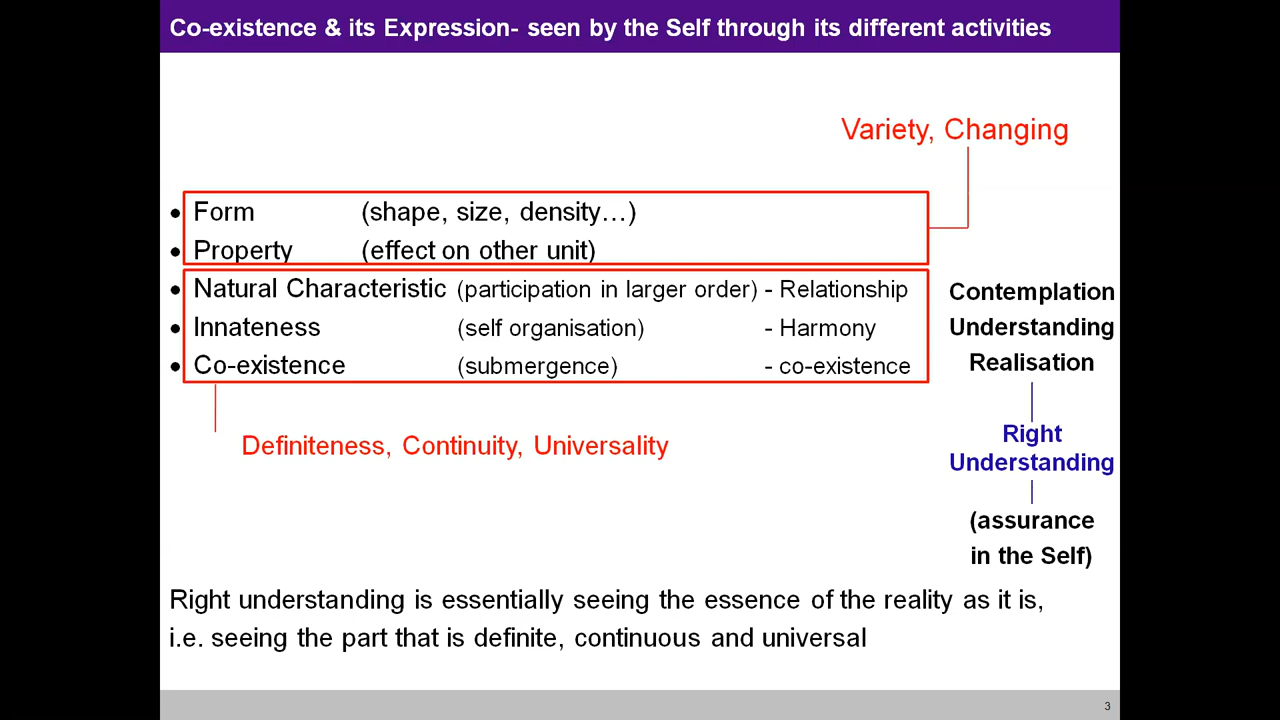 Co-existence & its Expression- seen by the Self through its different activities
Variety, Changing
• Form (shape, size, density…)
• Property (effect on other unit)
• Natural Characteristic (participation in larger order) - Relationship
• Innateness (self organisation) - Harmony
• Co-existence (submergence) - co-existence
Contemplation
Understanding
Realisation
Right
Understanding
(assurance
in the Self)
Definiteness, Continuity, Universality
Right understanding is essentially seeing the essence of the reality as it is,
i.e. seeing the part that is definite, continuous and universal
3